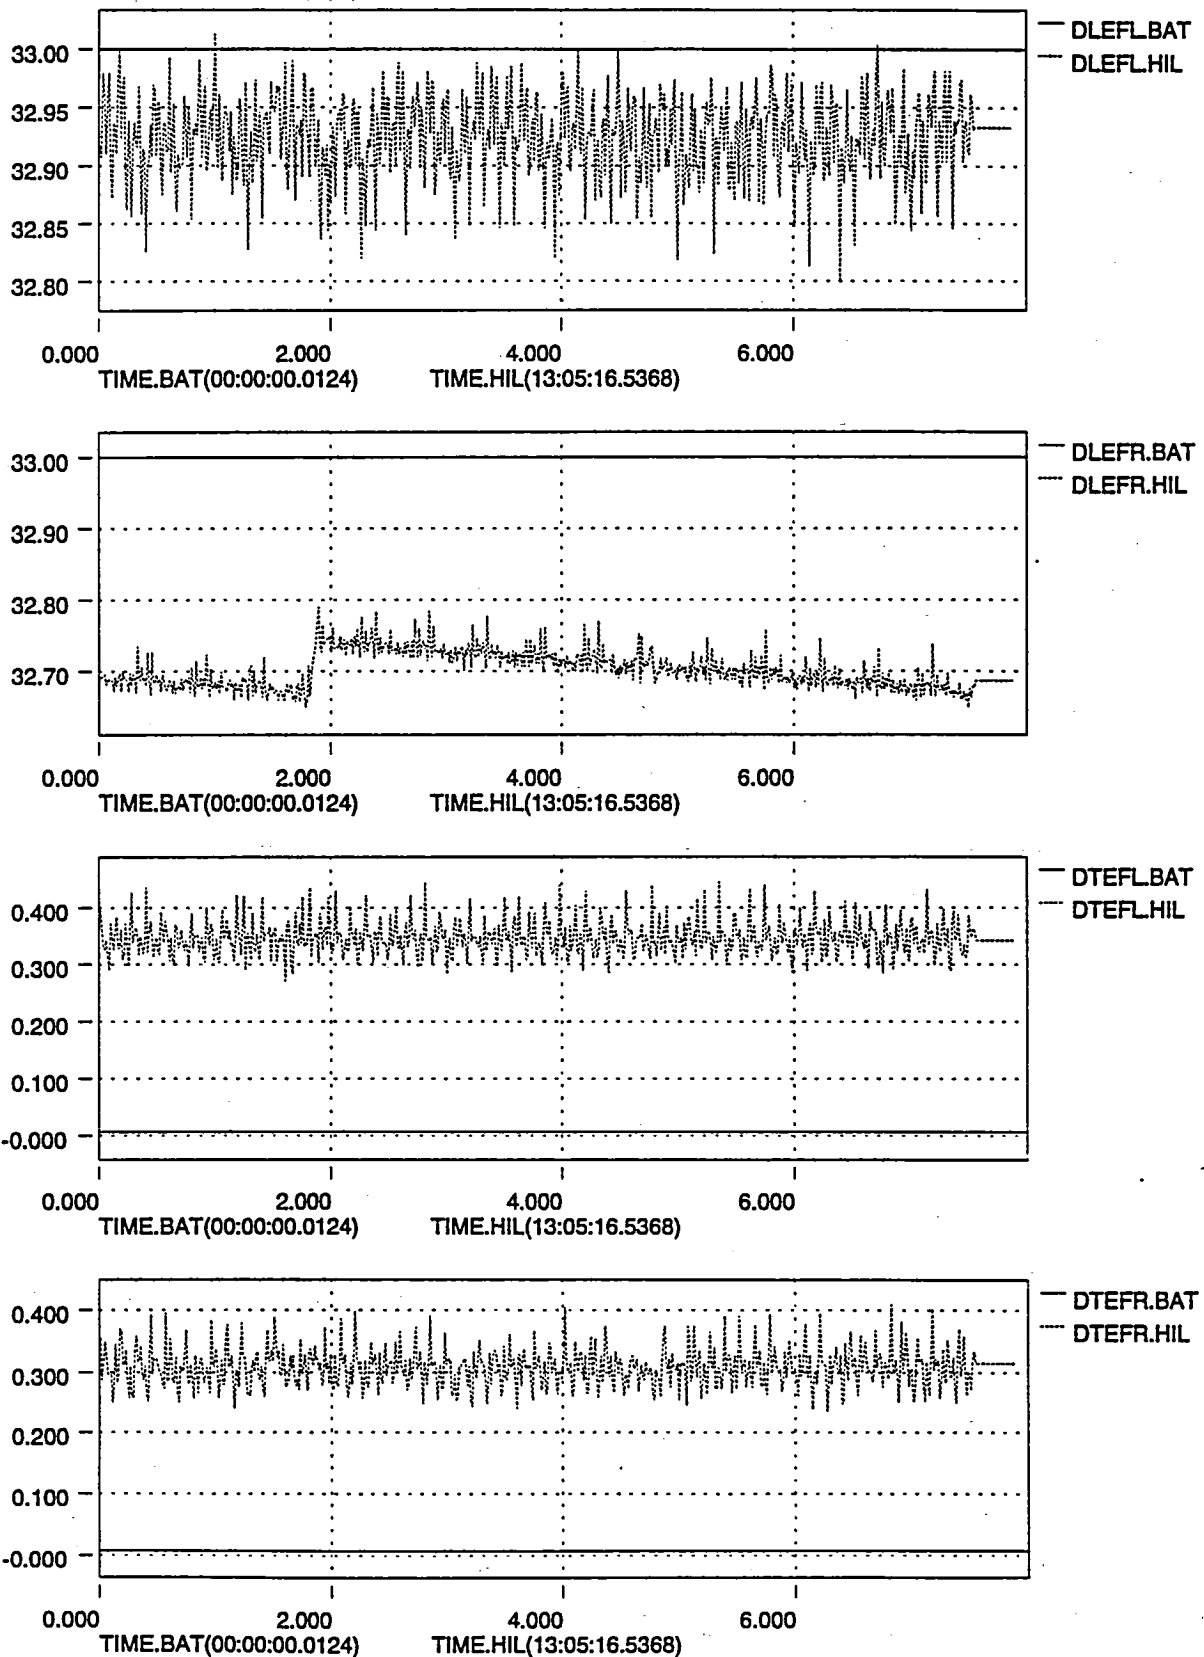 DLEFL.BAT
DLEFL.HIL
33.00
32.95
32.90
32.85
32.80
0.000 2.000 4.000 6.000
TIME.BAT(00:00:00.0124) TIME.HIL(13:05:16.5368)
DLEFR.BAT
DLEFR.HIL
33.00
32.90
32.80
32.70
0.000 2.000 4.000 6.000
TIME.BAT(00:00:00.0124) TIME.HIL(13:05:16.5368)
DTEFL.BAT
DTEFL.HIL
0.400
0.300
0.200
0.100
-0.000
0.000 2.000 4.000 6.000
TIME.BAT(00:00:00.0124) TIME.HIL(13:05:16.5368)
DTEFR.BAT
DTEFR.HIL
0.400
0.300
0.200
0.100
-0.000
0.000 2.000 4.000 6.000
TIME.BAT(00:00:00.0124) TIME.HIL(13:05:16.5368)